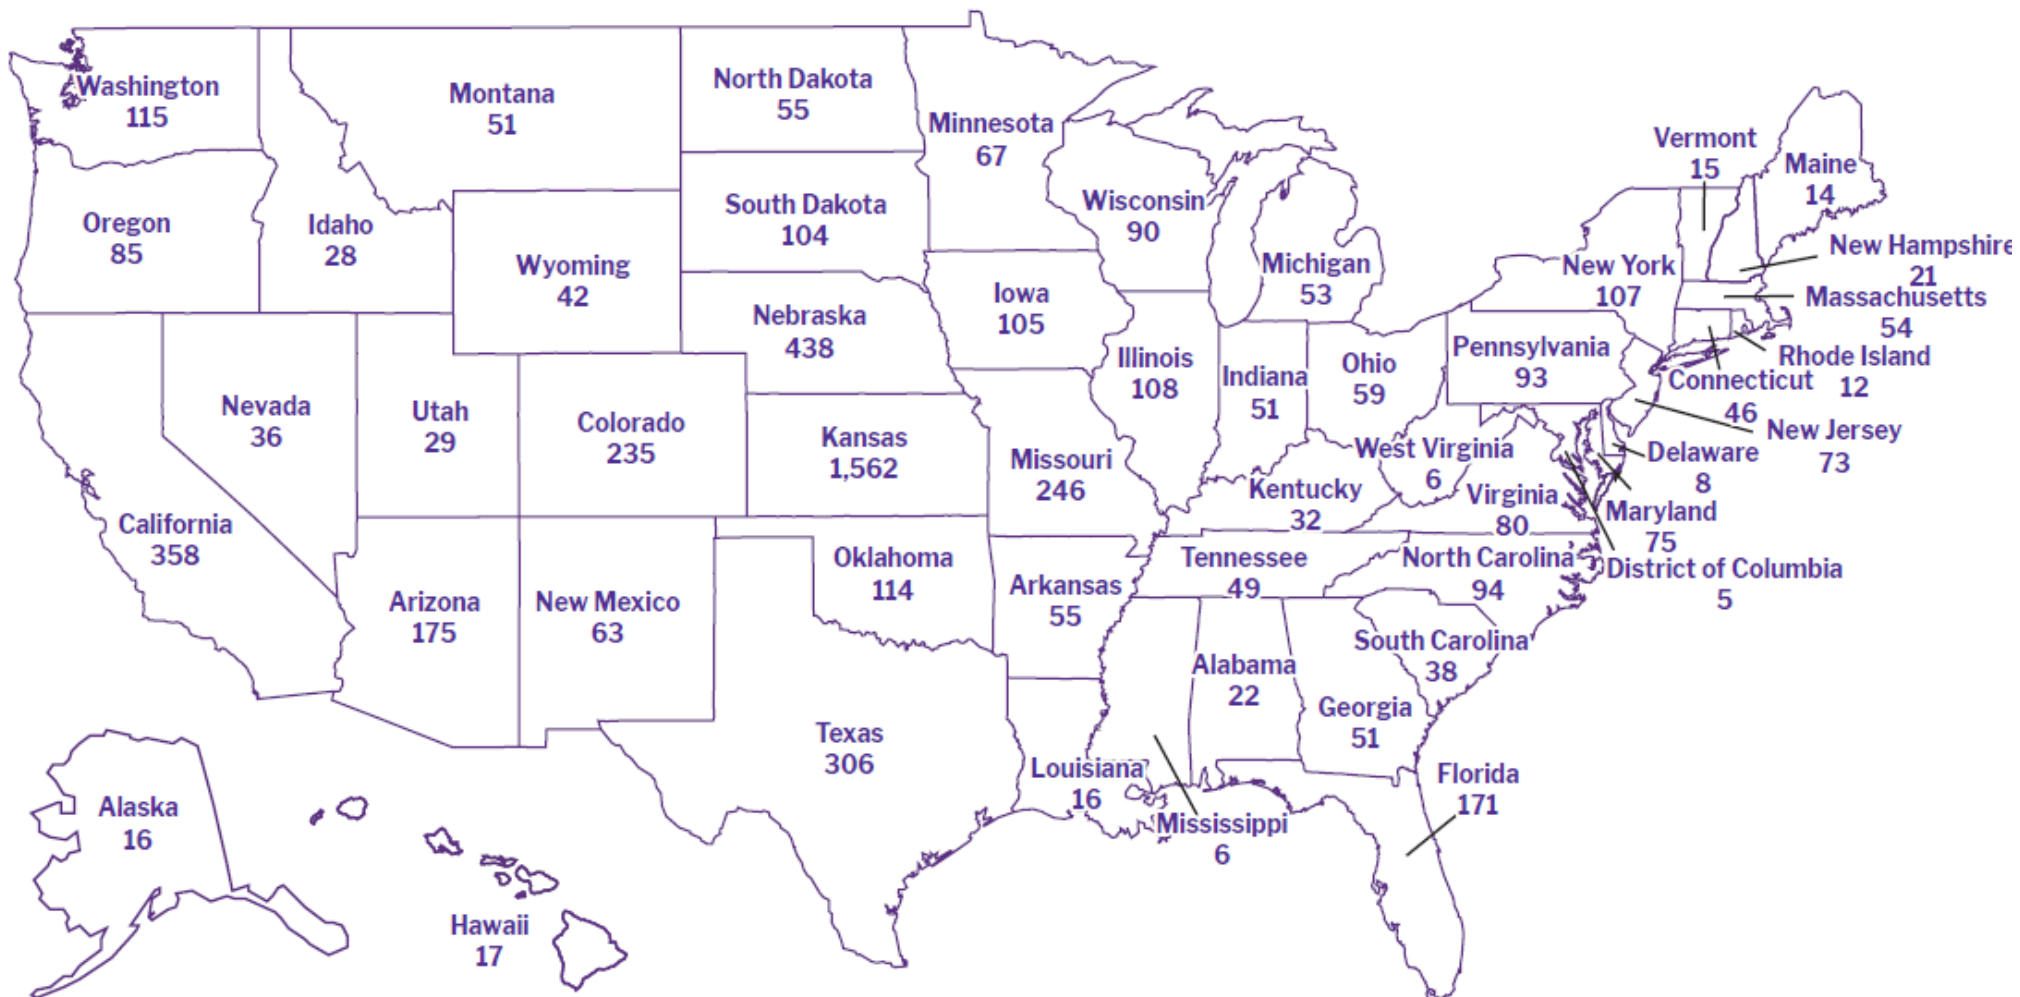 Washington
115
Montana
51
North Dakota
55
Minnesota
67
Vermont
15
Maine
14
Oregon
85
Idaho
28
Wyoming
42
South Dakota
104
Wisconsin
90
Michigan
53
New York
107
New Hampshire
21
Massachusetts
54
Rhode Island
12
Connecticut
46
New Jersey
73
Nebraska
438
Iowa
105
Illinois
108
Indiana
51
Ohio
59
Pennsylvania
93
Nevada
36
Utah
29
Colorado
235
Kansas
1,562
Missouri
246
Kentucky
32
West Virginia
6
Virginia
80
Delaware
8
Maryland
75
District of Columbia
5
California
358
Arizona
175
New Mexico
63
Oklahoma
114
Arkansas
55
Tennessee
49
North Carolina
94
South Carolina
38
Texas
306
Louisiana
16
Mississippi
6
Alabama
22
Georgia
51
Florida
171
Alaska
16
Hawaii
17